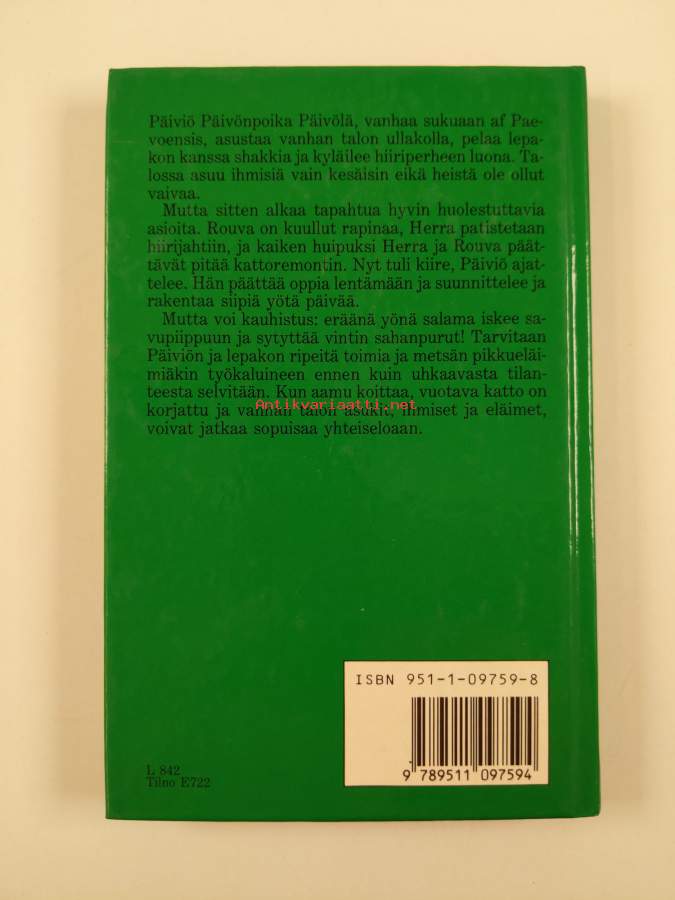 Päiviö Päivönpoika Päivölä, vanhaa sukuaan af Pae-
voensis, asustaa vanhan talon ullakolla, pelaa lepa-
kon kanssa shakkia ja kyläilee hiiriperheen luona. Ta-
lossa asuu ihmisiä vain kesäisin eikä heistä ole ollut
vaivaa.
Mutta sitten alkaa tapahtua hyvin huolestuttavia
asioita. Rouva on kuullut rapinaa, Herra patistetaan
hiirijahtiin, ja kaiken huipuksi Herra ja Rouva päät-
tävät pitää kattoremontin. Nyt tuli kiire, Päiviö ajat-
telee. Hän päättää oppia lentämään ja suunnittelee ja
rakentaa siipiä yötä päivää.
Mutta voi kauhistus: eräänä yönä salama iskee sa-
vupiippuun ja sytyttää vintin sahanpurut! Tarvitaan
Päiviön ja lepakon ripeitä toimia ja metsän pikkueläi-
miäkin työkaluineen ennen kuin uhkaavasta tilan-
teesta selvitään. Kun aamu koittaa, vuotava katto on
Antikvariaatti.net
korjattu ja vanhan talon asukit, ihmiset ja eläimet,
voivat jatkaa sopuisaa yhteiseloaan.
ISBN 951-1-09759-8
9 789511 097594
L 842
Tilno E722